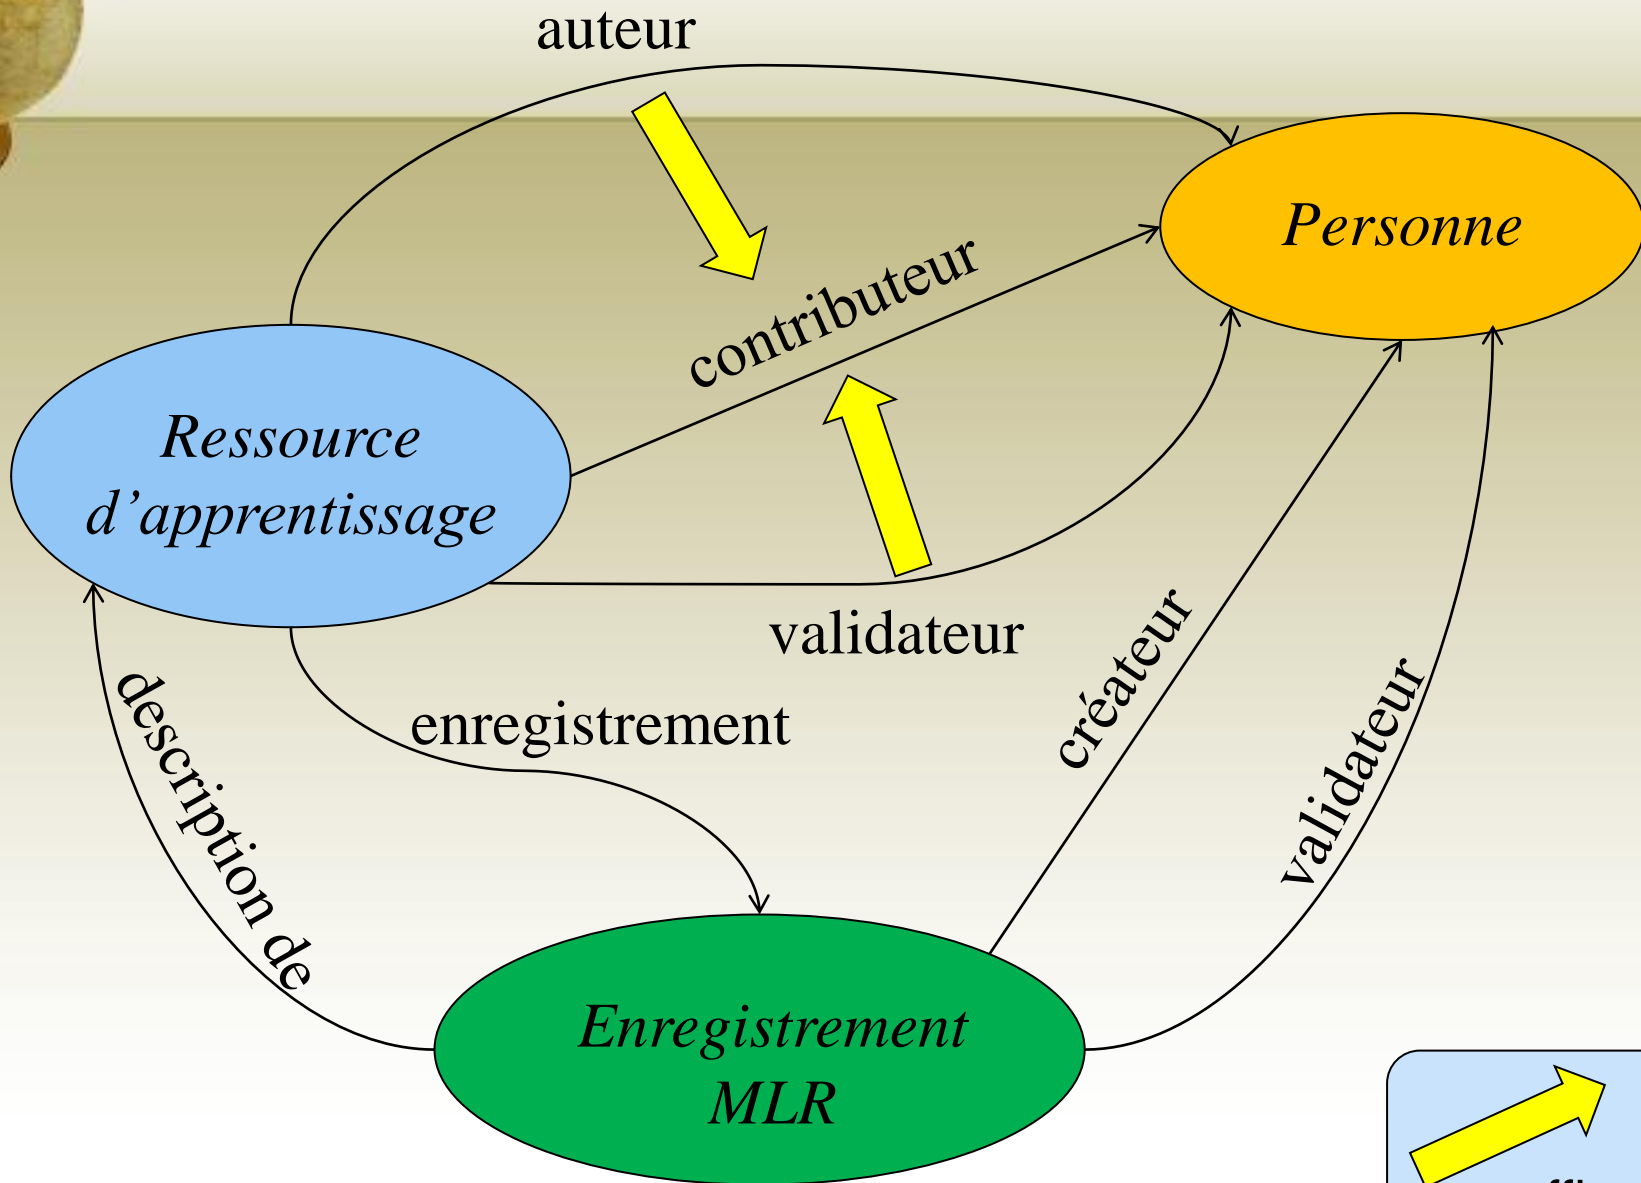 auteur
Personne
contributeur
Ressource
d’apprentissage
validateur
créateur
validateur
enregistrement
description de
Enregistrement
MLR